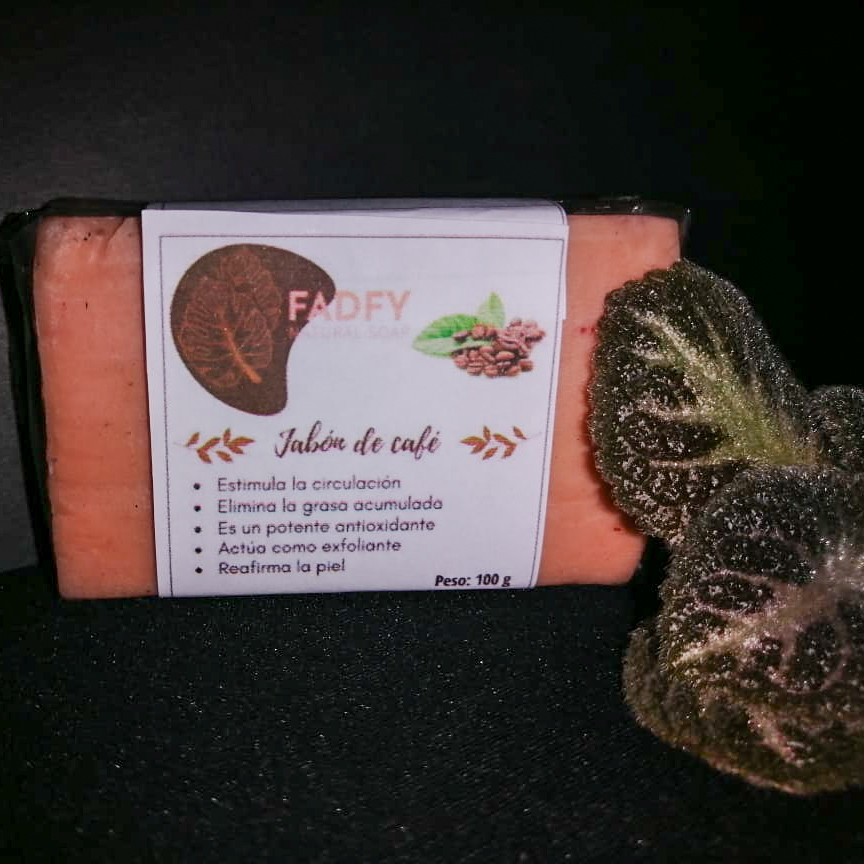 FADFY
NATURAL SOAP
Jabón de café
• Estimula la circulación
• Elimina la grasa acumulada
• Es un potente antioxidante
• Actúa como exfoliante
• Reafirma la piel
Peso: 100 g